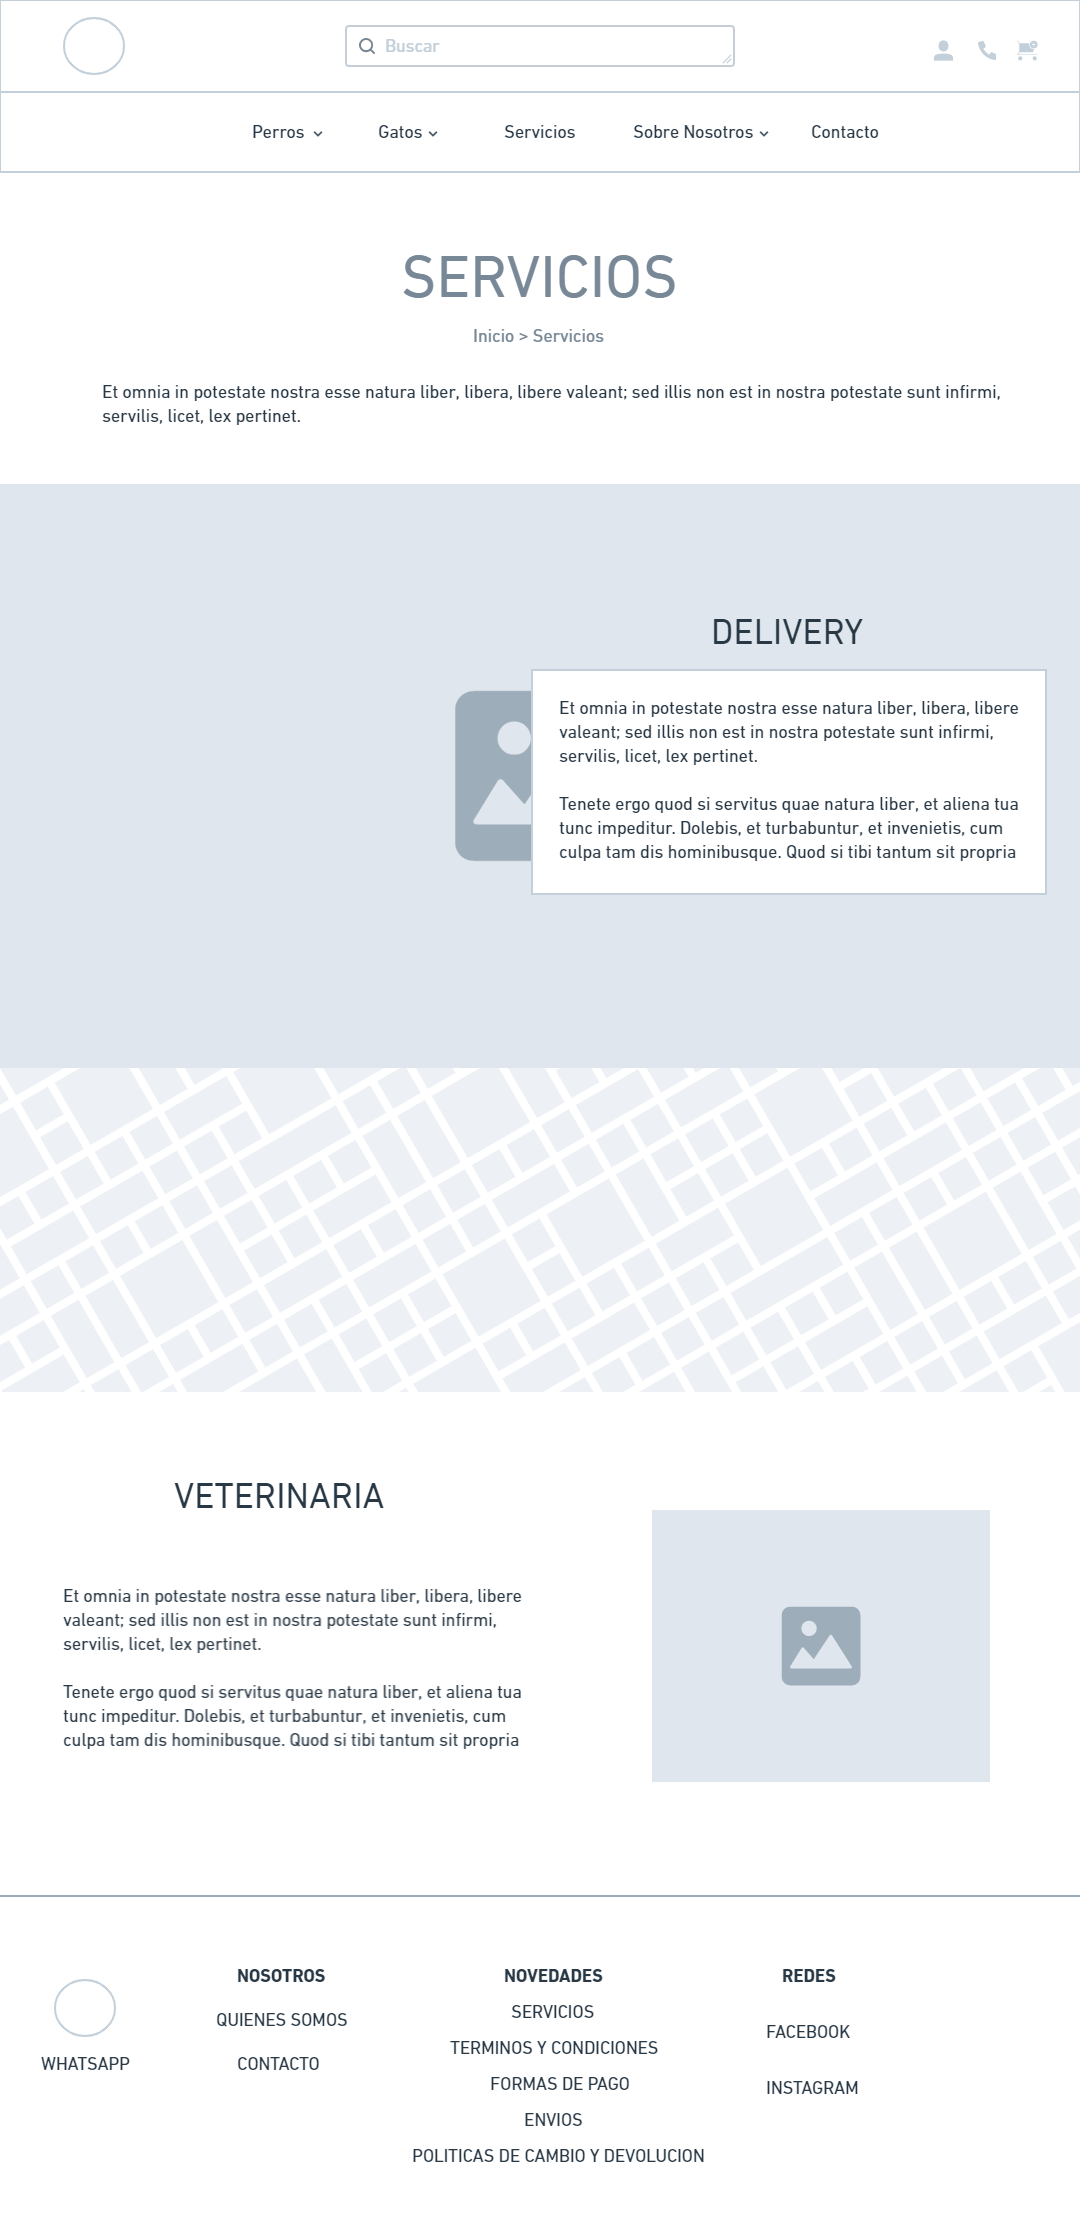 Buscar
Perros
Gatos
Servicios
Sobre Nosotros
Contacto
SERVICIOS
Inicio > Servicios
Et omnia in potestate nostra esse natura liber, libera, libere valeant; sed illis non est in nostra potestate sunt infirmi,
servilis, licet, lex pertinet.
DELIVERY
Et omnia in potestate nostra esse natura liber, libera, libere
valeant; sed illis non est in nostra potestate sunt infirmi,
servilis, licet, lex pertinet.
Tenete ergo quod si servitus quae natura liber, et aliena tua
tunc impeditur. Dolebis, et turbabuntur, et invenietis, cum
culpa tam dis hominibusque. Quod si tibi tantum sit propria
VETERINARIA
Et omnia in potestate nostra esse natura liber, libera, libere
valeant; sed illis non est in nostra potestate sunt infirmi,
servilis, licet, lex pertinet.
Tenete ergo quod si servitus quae natura liber, et aliena tua
tunc impeditur. Dolebis, et turbabuntur, et invenietis, cum
culpa tam dis hominibusque. Quod si tibi tantum sit propria
WHATSAPP
NOSOTROS
QUIENES SOMOS
CONTACTO
NOVEDADES
SERVICIOS
TERMINOS Y CONDICIONES
FORMAS DE PAGO
ENVIOS
POLITICAS DE CAMBIO Y DEVOLUCION
REDES
FACEBOOK
INSTAGRAM